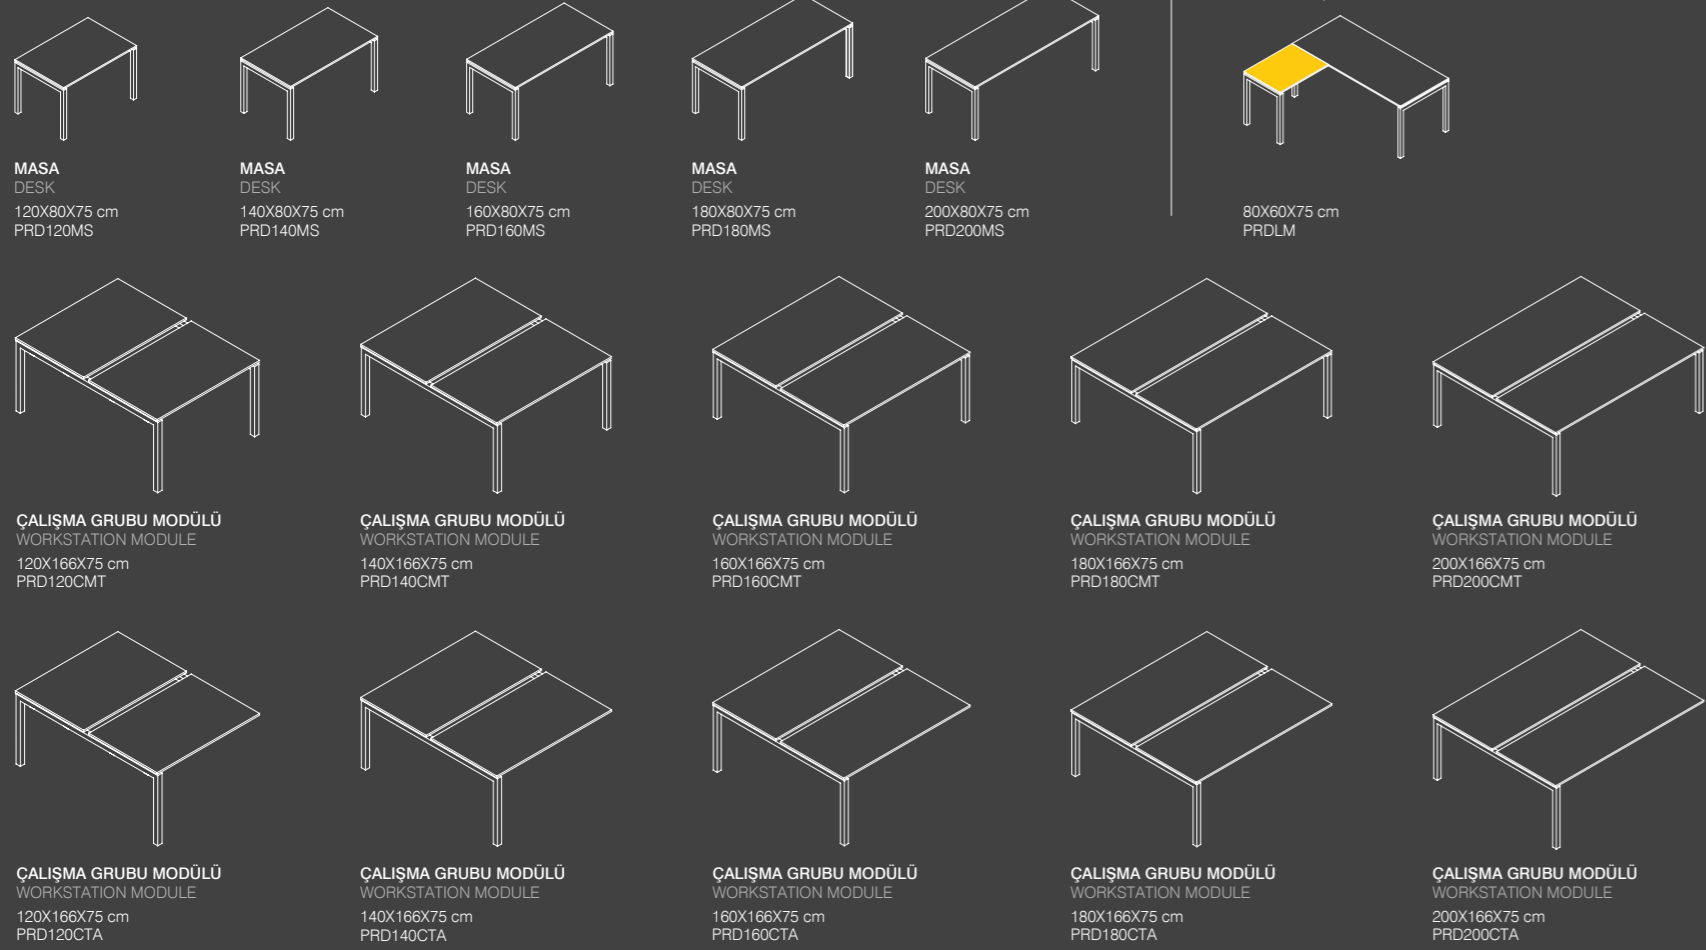 MASA
DESK
120X80X75 cm
PRD120MS
MASA
DESK
140X80X75 cm
PRD140MS
MASA
DESK
160X80X75 cm
PRD160MS
MASA
DESK
180X80X75 cm
PRD180MS
MASA
DESK
200X80X75 cm
PRD200MS
80X60X75 cm
PRDLM
ÇALIŞMA GRUBU MODÜLÜ
WORKSTATION MODULE
120X166X75 cm
PRD120CMT
ÇALIŞMA GRUBU MODÜLÜ
WORKSTATION MODULE
140X166X75 cm
PRD140CMT
ÇALIŞMA GRUBU MODÜLÜ
WORKSTATION MODULE
160X166X75 cm
PRD160CMT
ÇALIŞMA GRUBU MODÜLÜ
WORKSTATION MODULE
180X166X75 cm
PRD180CMT
ÇALIŞMA GRUBU MODÜLÜ
WORKSTATION MODULE
200X166X75 cm
PRD200CMT
ÇALIŞMA GRUBU MODÜLÜ
WORKSTATION MODULE
120X166X75 cm
PRD120CTA
ÇALIŞMA GRUBU MODÜLÜ
WORKSTATION MODULE
140X166X75 cm
PRD140CTA
ÇALIŞMA GRUBU MODÜLÜ
WORKSTATION MODULE
160X166X75 cm
PRD160CTA
ÇALIŞMA GRUBU MODÜLÜ
WORKSTATION MODULE
180X166X75 cm
PRD180CTA
ÇALIŞMA GRUBU MODÜLÜ
WORKSTATION MODULE
200X166X75 cm
PRD200CTA